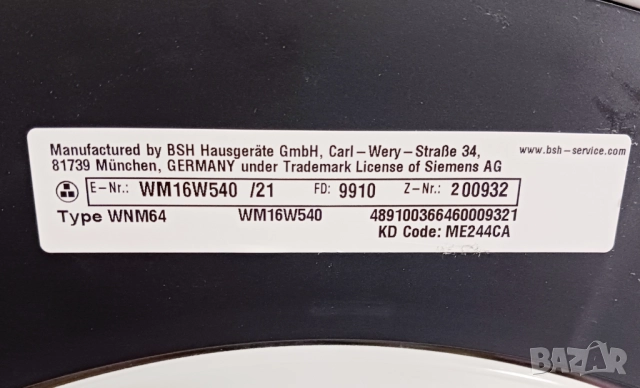 Manufactured by BSH Hausgeräte GmbH, Carl-Wery-Straße 34,
81739 München, GERMANY under Trademark License of Siemens AG
www.bsh-service.com
E-Nr.: WM16W540 /21 FD: 9910 Z-Nr.: 200932
Type WNM64 WM16W540 489100366460009321
KD Code: ME244CA
BAZAR